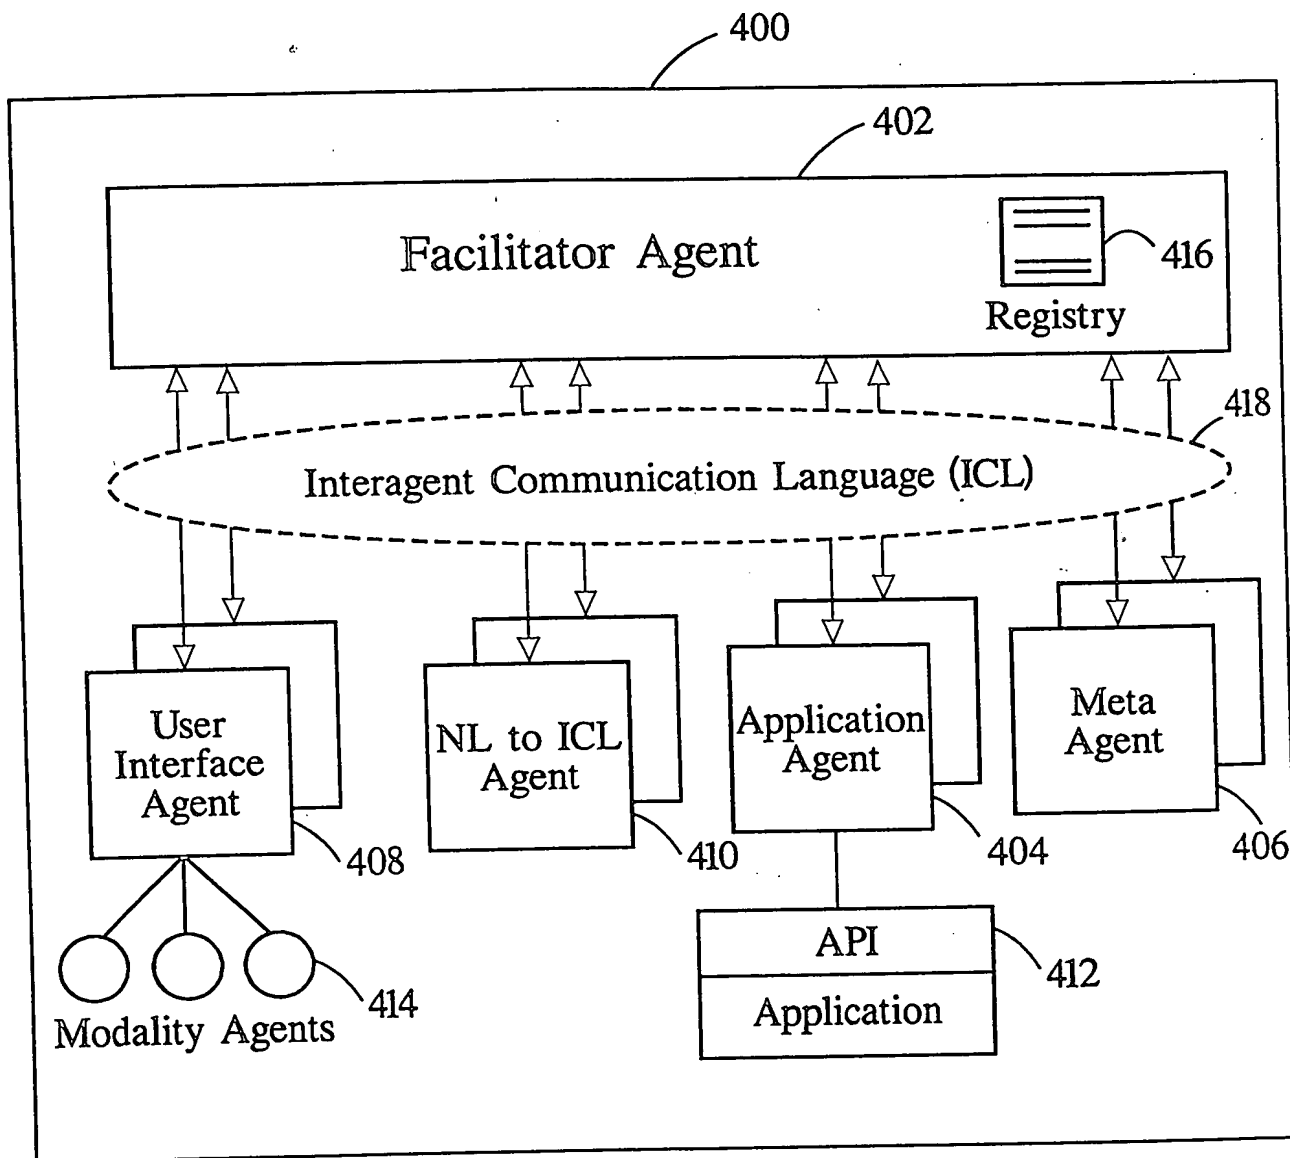 400
402
Facilitator Agent
416
Registry
418
Interagent Communication Language (ICL)
User
Interface
Agent
408
NL to ICL
Agent
410
Application
Agent
404
Meta
Agent
406
414
Modality Agents
API
412
Application